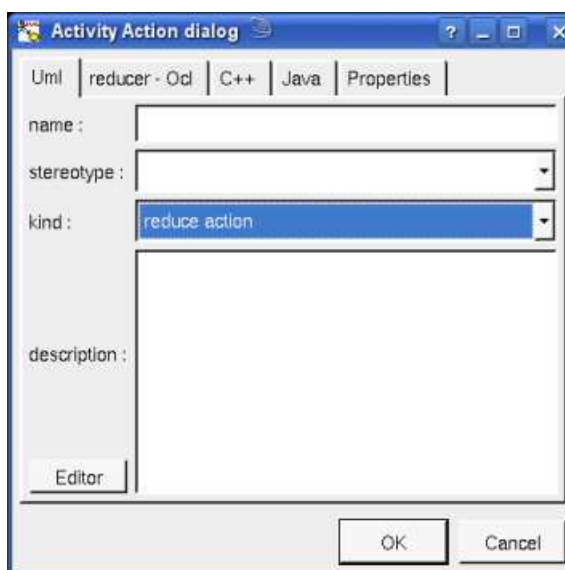 Activity Action dialog
Uml reducer - Ocl C++ Java Properties
name :
stereotype :
kind : reduce action
description :
Editor
OK Cancel